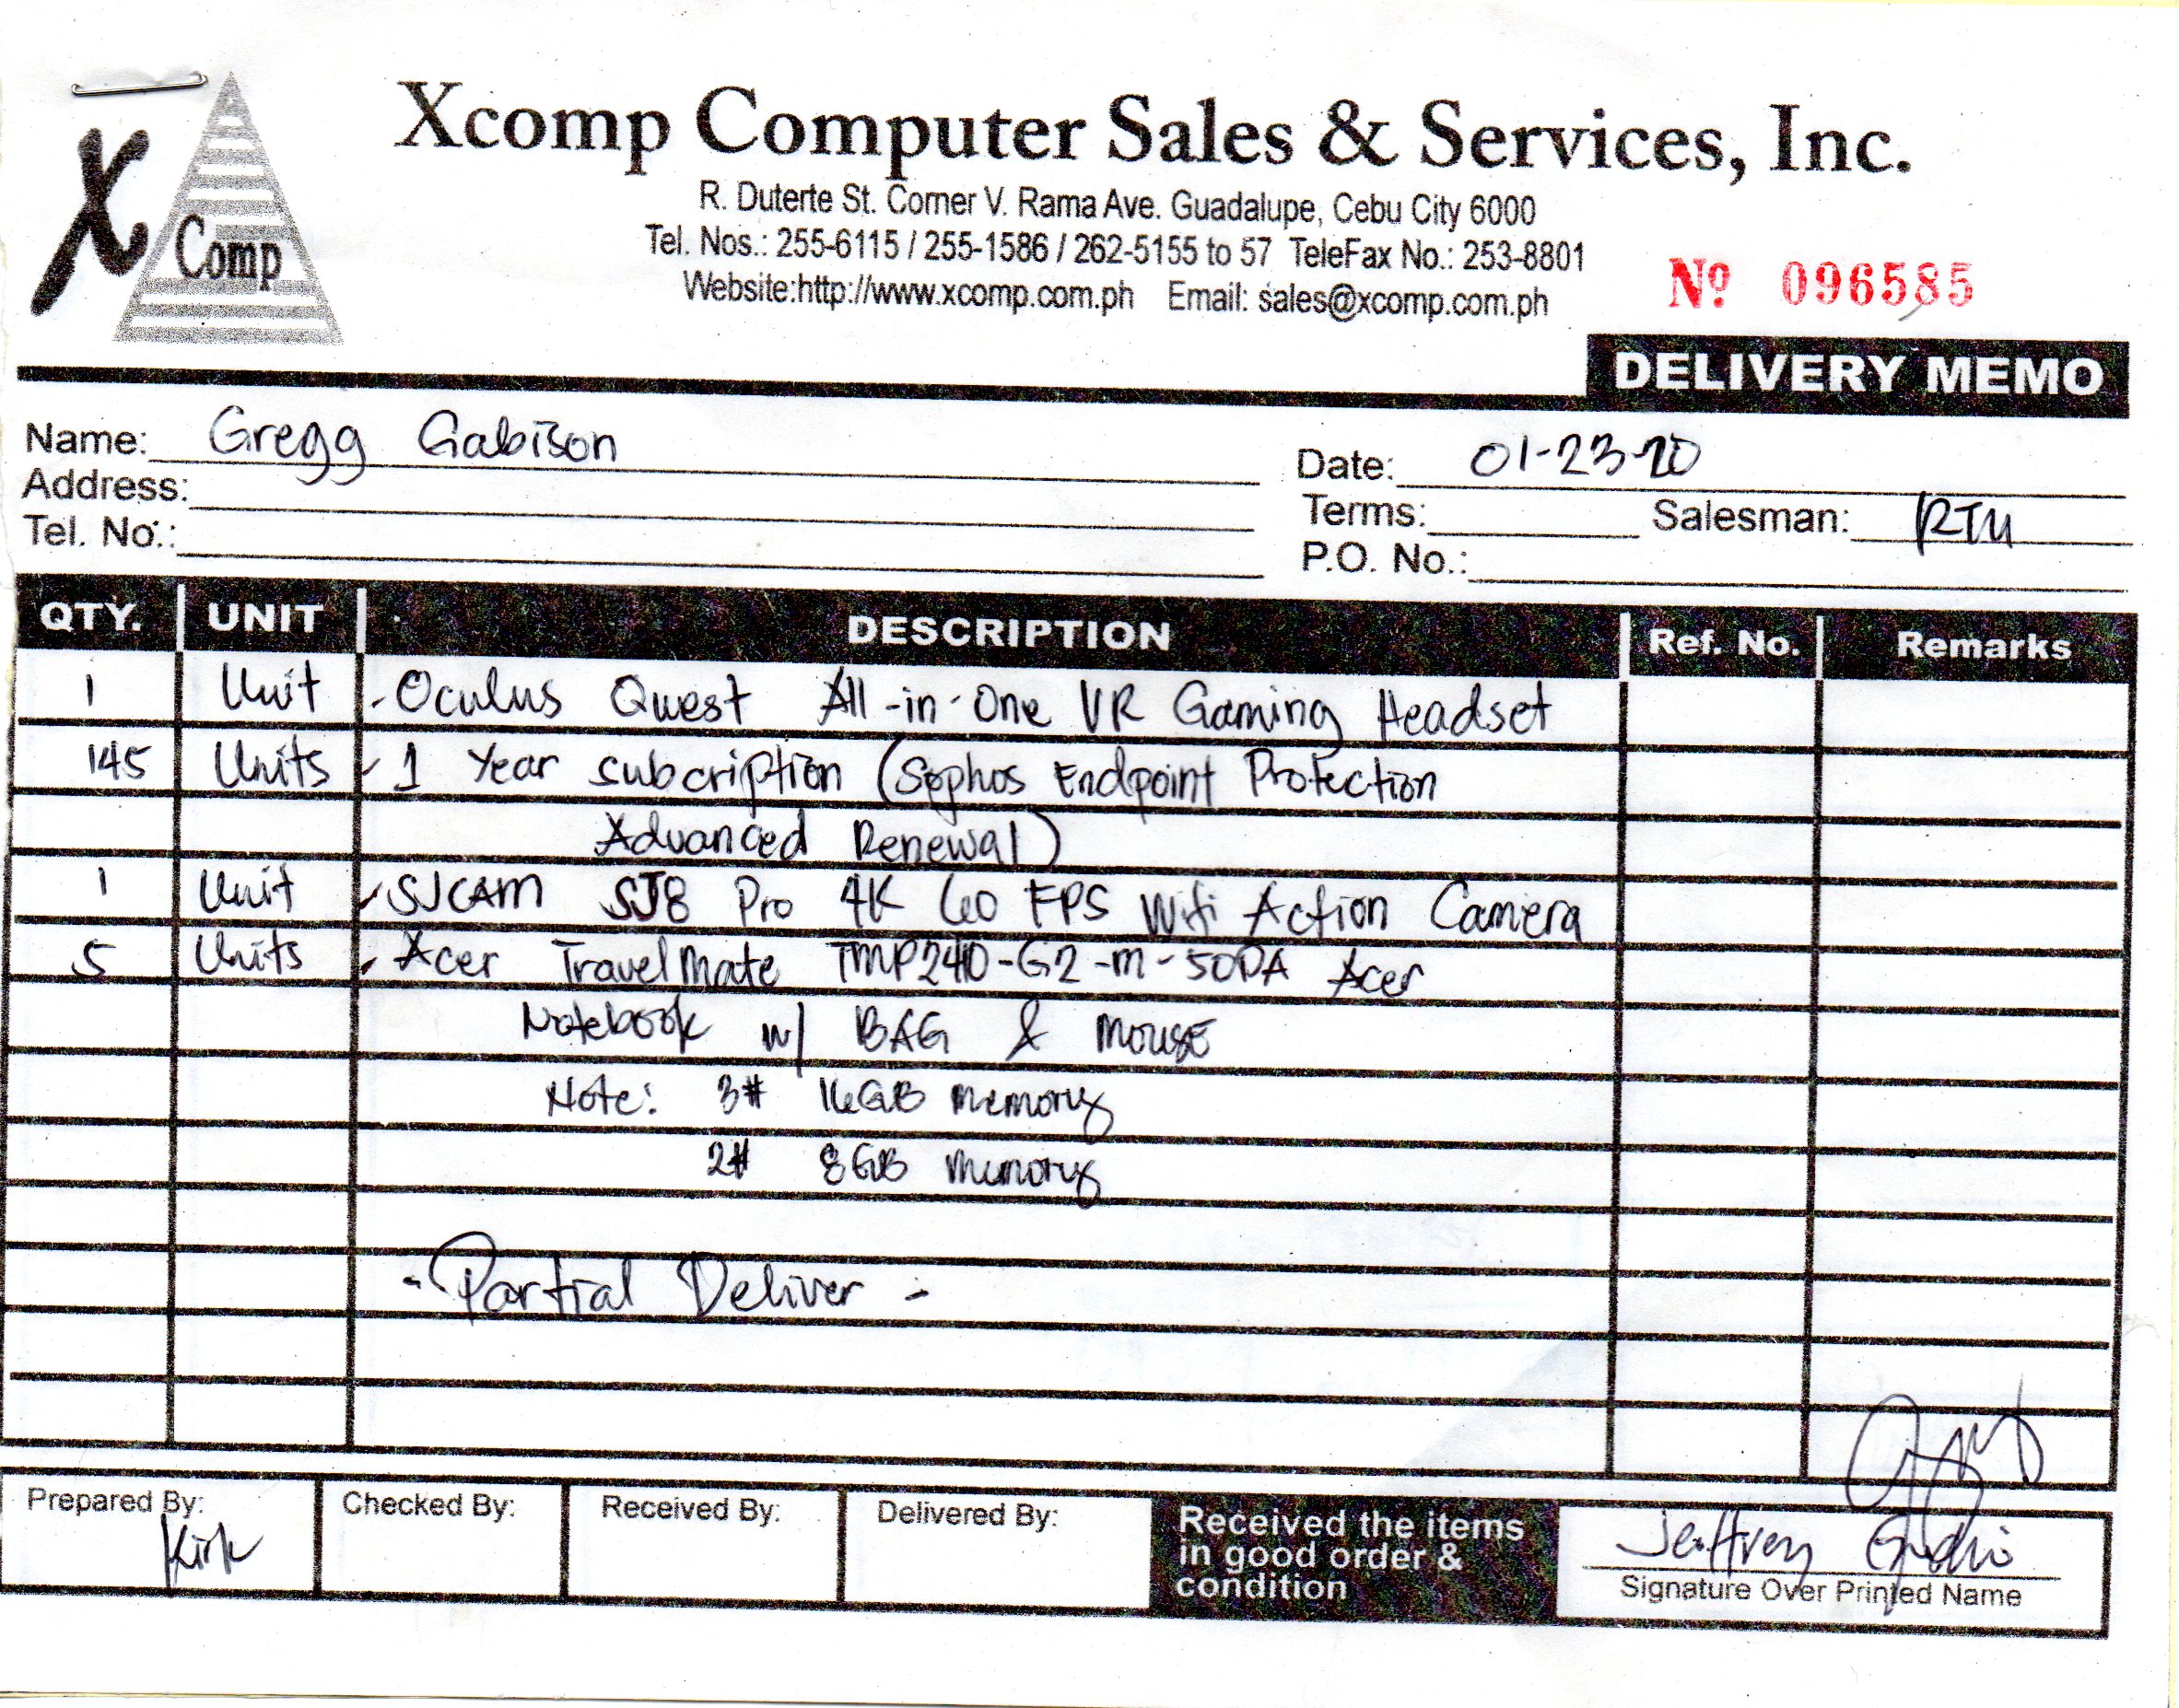 X Comp
Xcomp Computer Sales & Services, Inc.
R. Duterte St. Corner V. Rama Ave. Guadalupe, Cebu City 6000
Tel. Nos.: 255-6115 / 255-1586 / 262-5155 to 57 TeleFax No.: 253-8801
Website:http://www.xcomp.com.ph Email: sales@xcomp.com.ph
Nº 096585
DELIVERY MEMO
Name: Gregg Gabison
Date: 01-23-20
Address:
Terms: Salesman: RTM
Tel. No.:
P.O. No.:
QTY. UNIT DESCRIPTION Ref. No. Remarks
1 Unit - Oculus Quest All-in-One VR Gaming Headset
145 Units - 1 Year subcription (Sophos Endpoint Protection
Advanced Renewal)
1 Unit - SJCAM SJ8 Pro 4K 60 FPS Wifi Action Camera
5 Units - Acer TravelMate TMP2410-G2-M-50DA Acer
Notebook w/ BAG & MOUSE
Note: 3# 16GB Memory
2# 8GB Memory
- Partial Deliver -
Prepared By: Kirk
Checked By:
Received By:
Delivered By:
Received the items
in good order &
condition
Jeffrey
Signature Over Printed Name